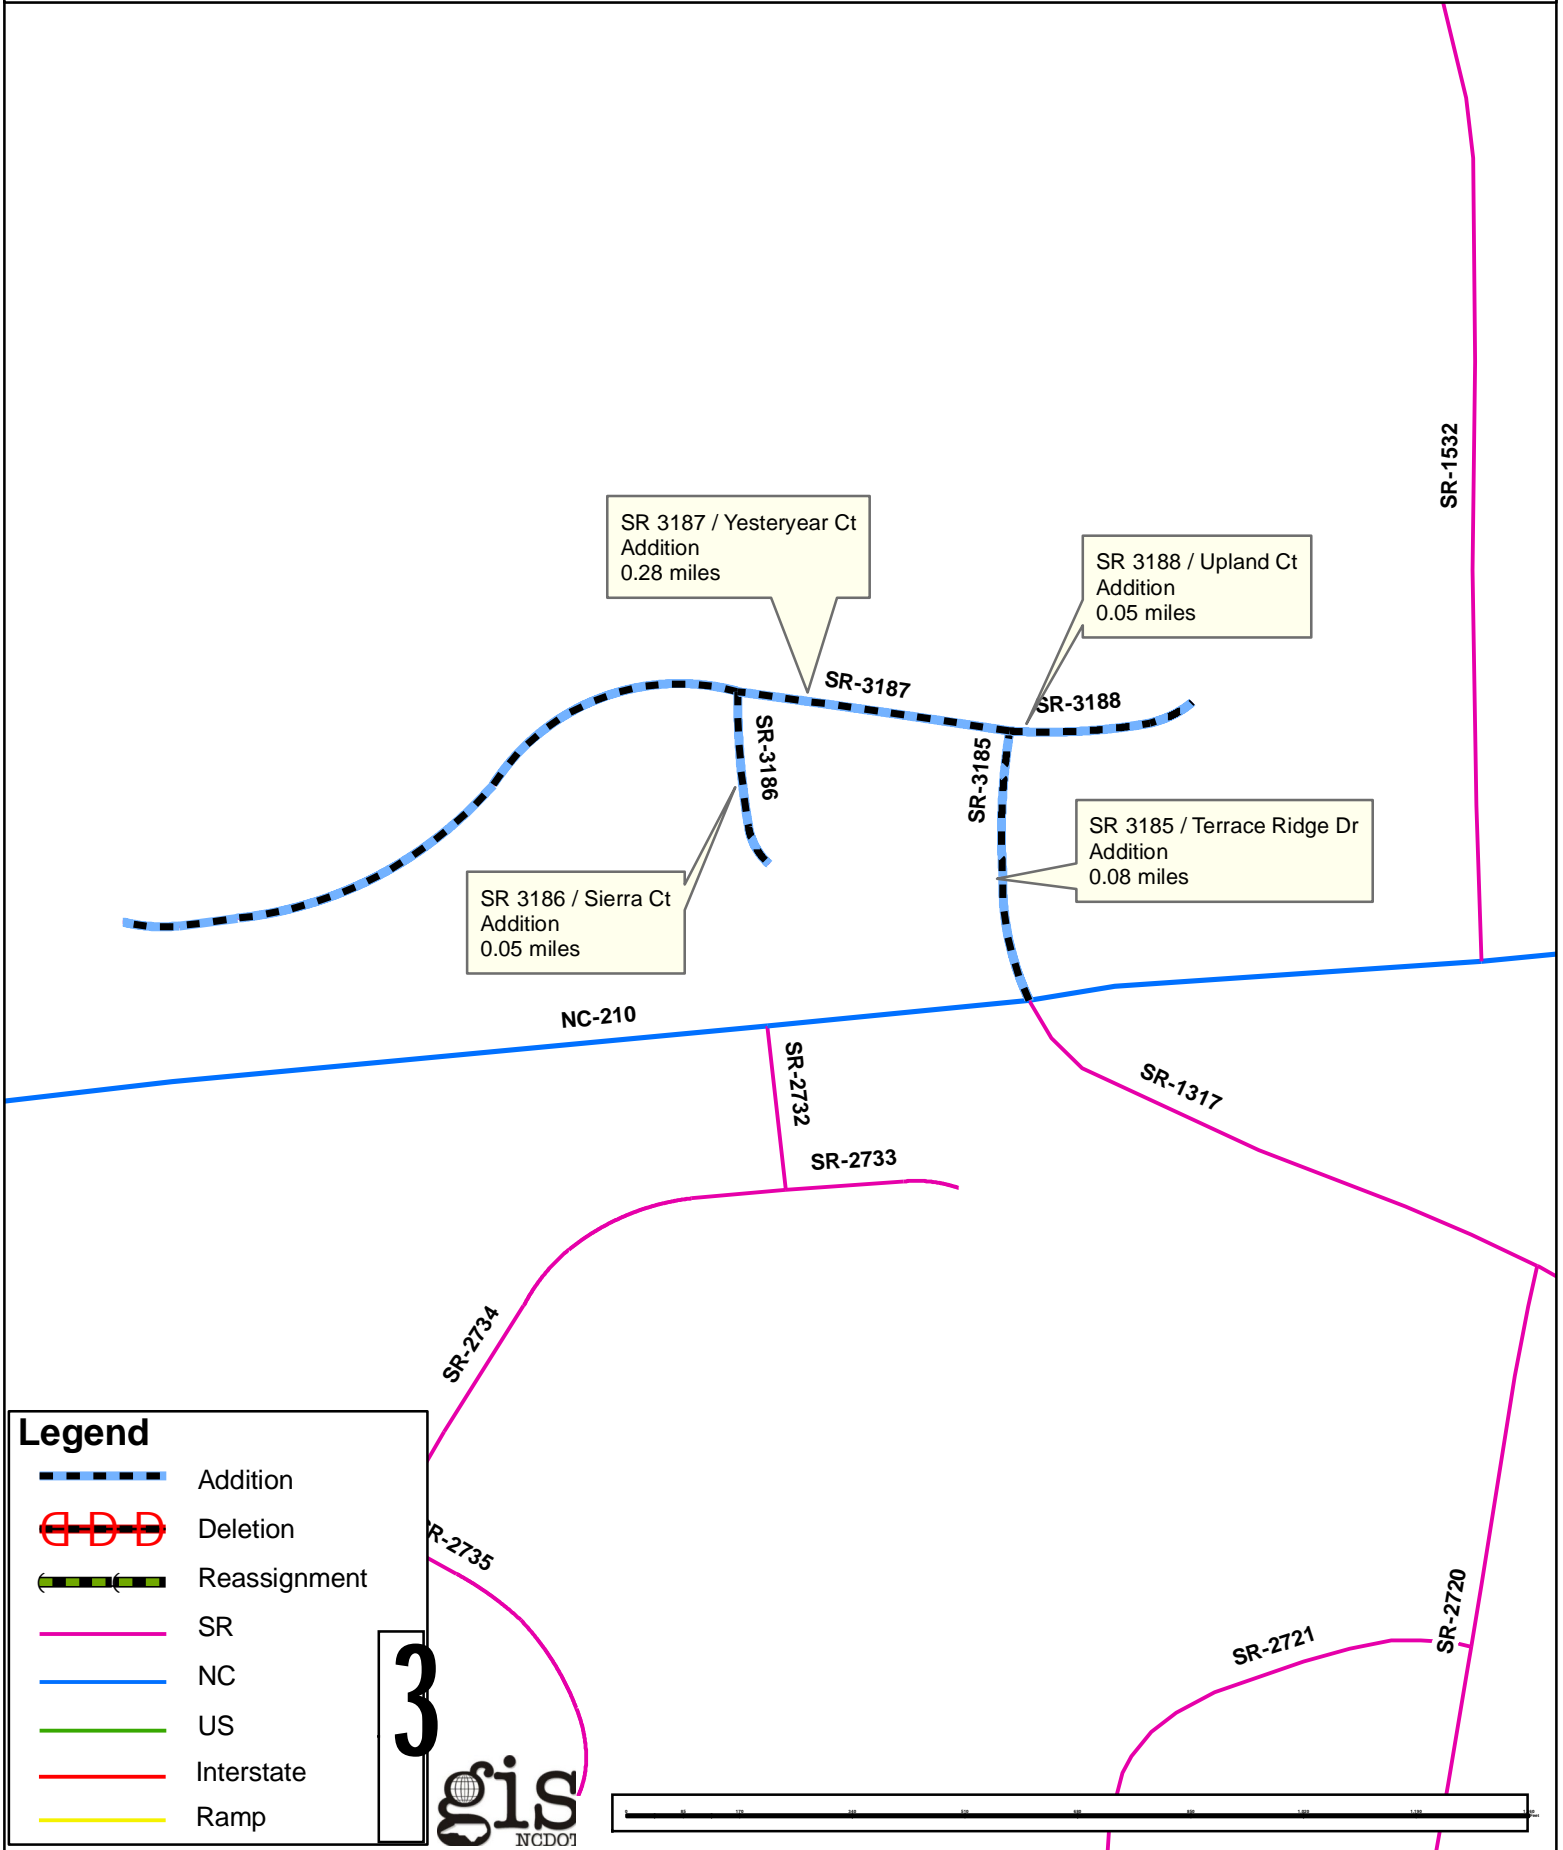 SR-1532
SR 3187 / Yesteryear Ct
Addition
0.28 miles
SR 3188 / Upland Ct
Addition
0.05 miles
SR-3187
SR-3188
SR-3186
SR-3185
SR 3185 / Terrace Ridge Dr
Addition
0.08 miles
SR 3186 / Sierra Ct
Addition
0.05 miles
NC-210
SR-2732
SR-1317
SR-2733
SR-2734
R-2735
SR-2720
SR-2721
Legend
Addition
Deletion
Reassignment
SR
NC
US
Interstate
Ramp
3
gis
NCDOT